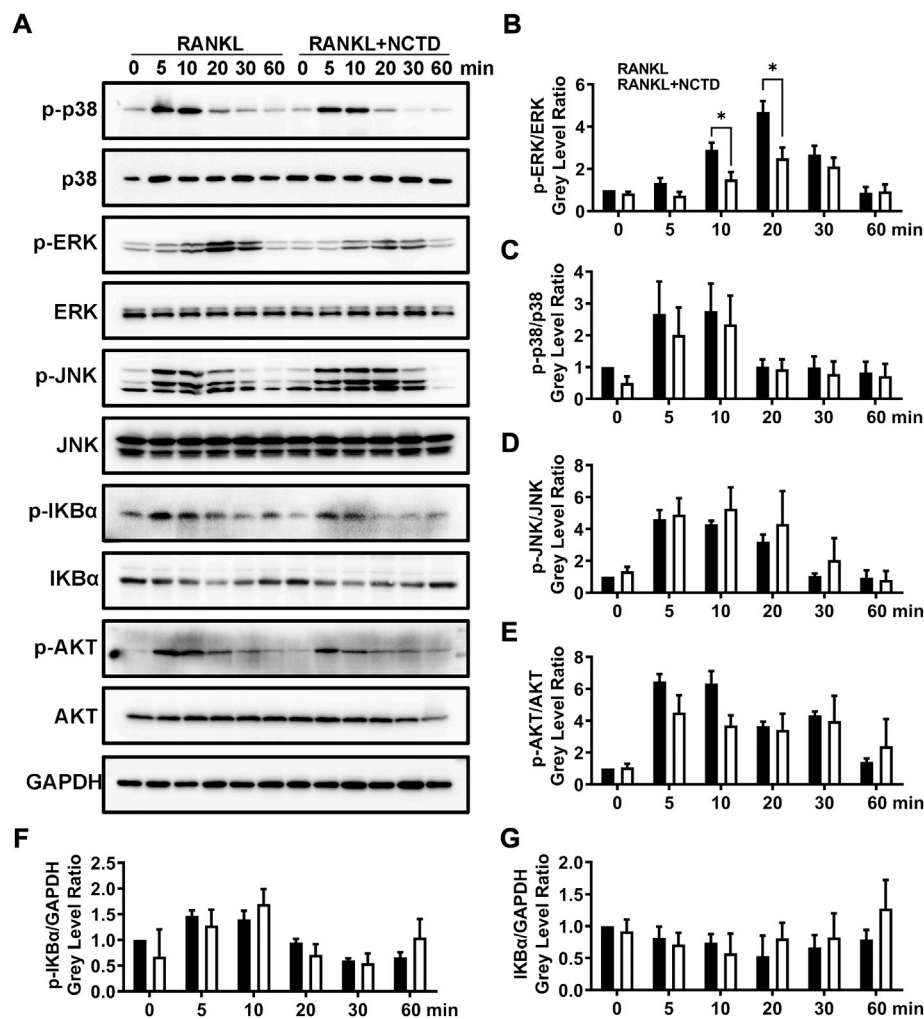 A
RANKL RANKL+NCTD
0 5 10 20 30 60 0 5 10 20 30 60 min
p-p38
p38
p-ERK
ERK
p-JNK
JNK
p-IKBα
IKBα
p-AKT
AKT
GAPDH
B
RANKL
RANKL+NCTD
p-ERK/ERK
Grey Level Ratio
6
4
2
0
* *
0 5 10 20 30 60 min
C
p-p38/p38
Grey Level Ratio
4
3
2
1
0
0 5 10 20 30 60 min
D
p-JNK/JNK
Grey Level Ratio
8
6
4
2
0
0 5 10 20 30 60 min
E
p-AKT/AKT
Grey Level Ratio
8
6
4
2
0
0 5 10 20 30 60 min
F
p-IKBα/GAPDH
Grey Level Ratio
2.5
2.0
1.5
1.0
0.5
0.0
0 5 10 20 30 60 min
G
IKBα/GAPDH
Grey Level Ratio
2.0
1.5
1.0
0.5
0.0
0 5 10 20 30 60 min